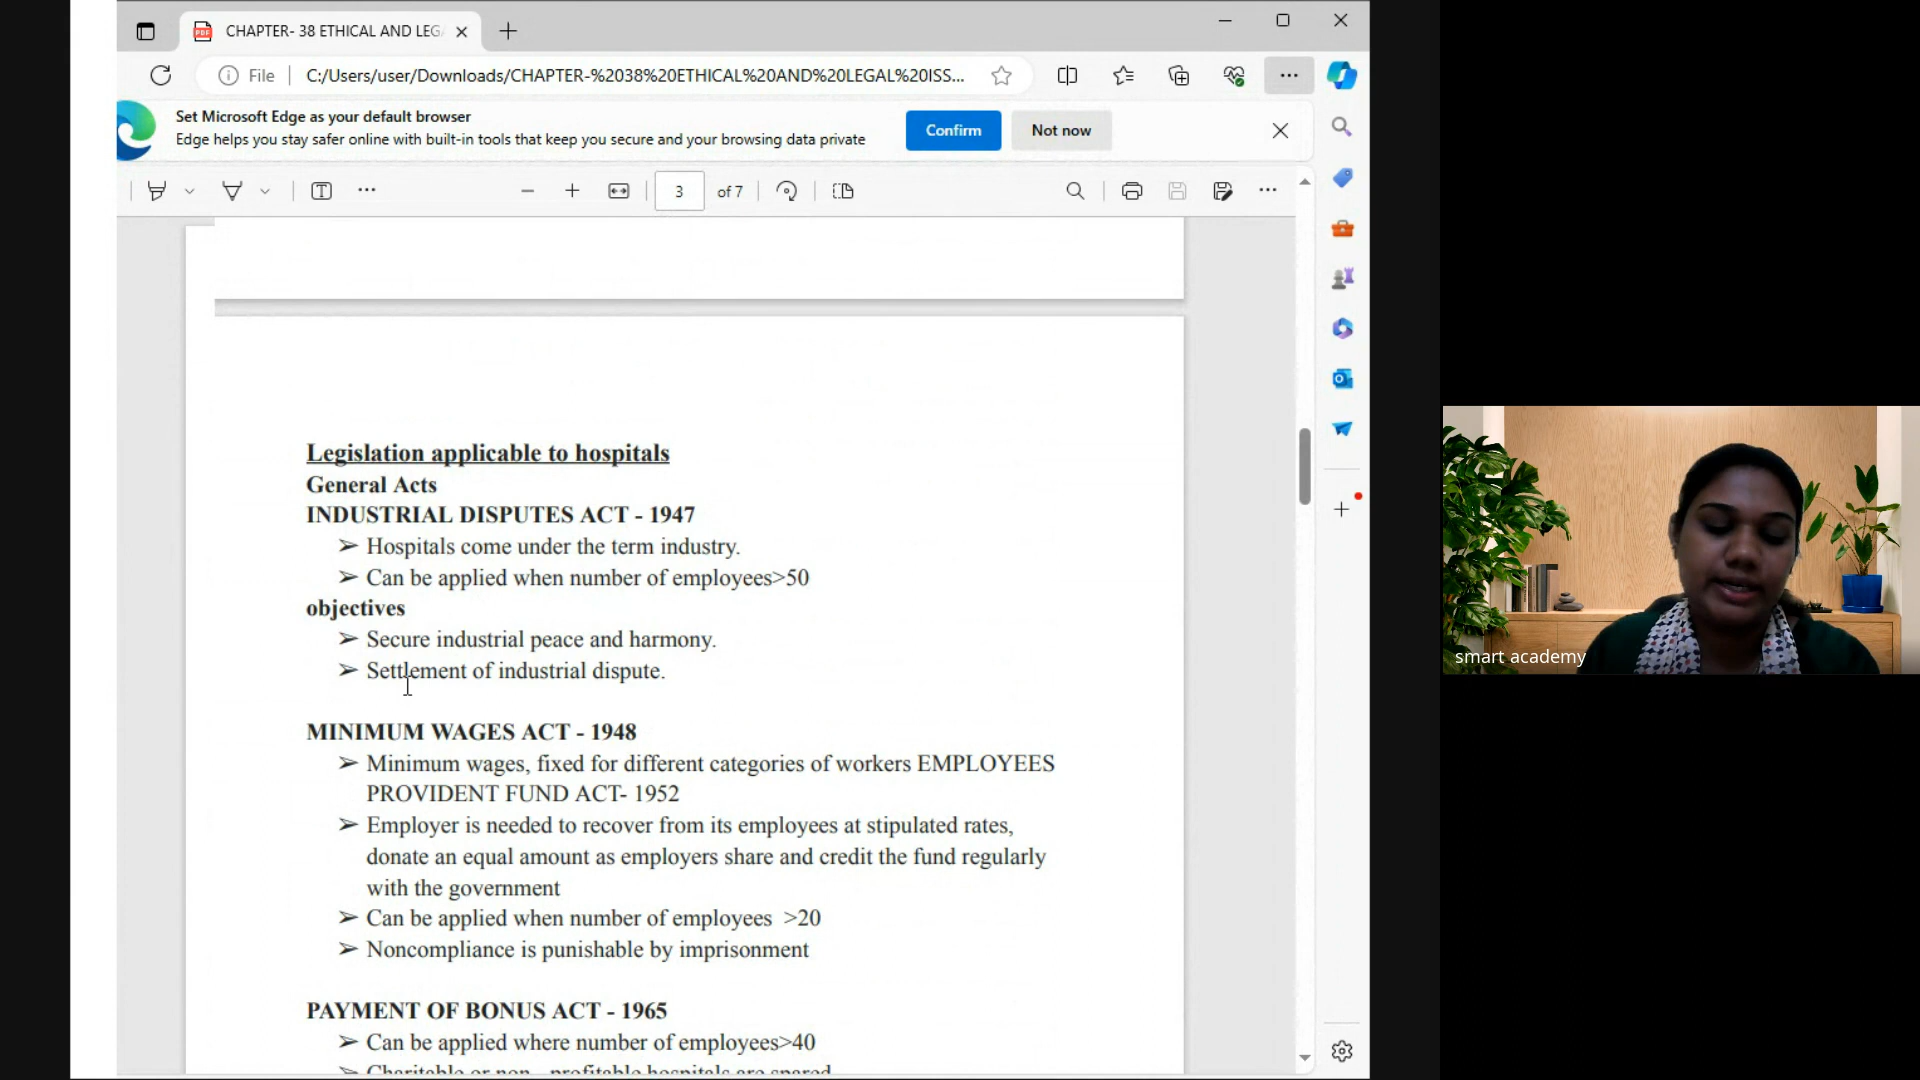 CHAPTER- 38 ETHICAL AND LEG
File
C:/Users/user/Downloads/CHAPTER-%2038%20ETHICAL%20AND%20LEGAL%20ISS...
Set Microsoft Edge as your default browser
Edge helps you stay safer online with built-in tools that keep you secure and your browsing data private
Confirm
Not now
3 of 7
Legislation applicable to hospitals
General Acts
INDUSTRIAL DISPUTES ACT - 1947
➢ Hospitals come under the term industry.
➢ Can be applied when number of employees>50
objectives
➢ Secure industrial peace and harmony.
➢ Settlement of industrial dispute.
MINIMUM WAGES ACT - 1948
➢ Minimum wages, fixed for different categories of workers EMPLOYEES
PROVIDENT FUND ACT- 1952
➢ Employer is needed to recover from its employees at stipulated rates,
donate an equal amount as employers share and credit the fund regularly
with the government
➢ Can be applied when number of employees >20
➢ Noncompliance is punishable by imprisonment
PAYMENT OF BONUS ACT - 1965
➢ Can be applied where number of employees>40
➢ Charitable or non - profitable hospitals are spared
smart academy